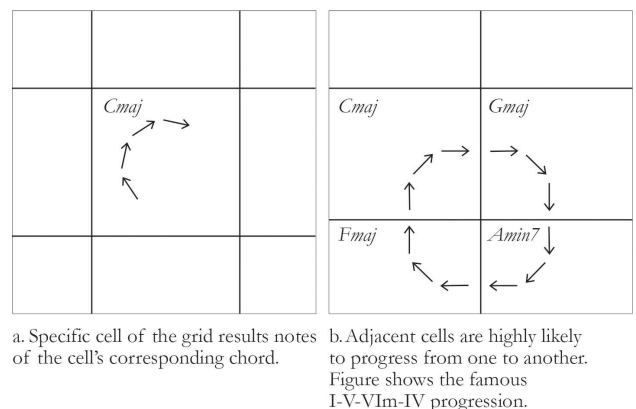 Cmaj
Cmaj
Gmaj
Fmaj
Amin7
a. Specific cell of the grid results notes
of the cell's corresponding chord.
b. Adjacent cells are highly likely
to progress from one to another.
Figure shows the famous
I-V-VIm-IV progression.